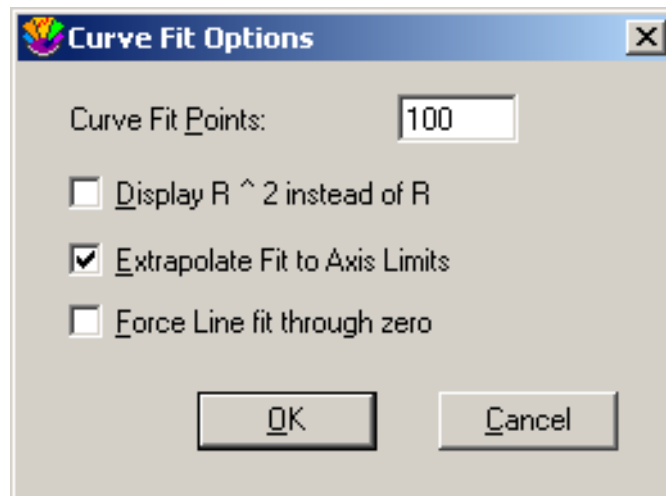 Curve Fit Options
Curve Fit Points: 100
Display R ^ 2 instead of R
Extrapolate Fit to Axis Limits
Force Line fit through zero
OK Cancel